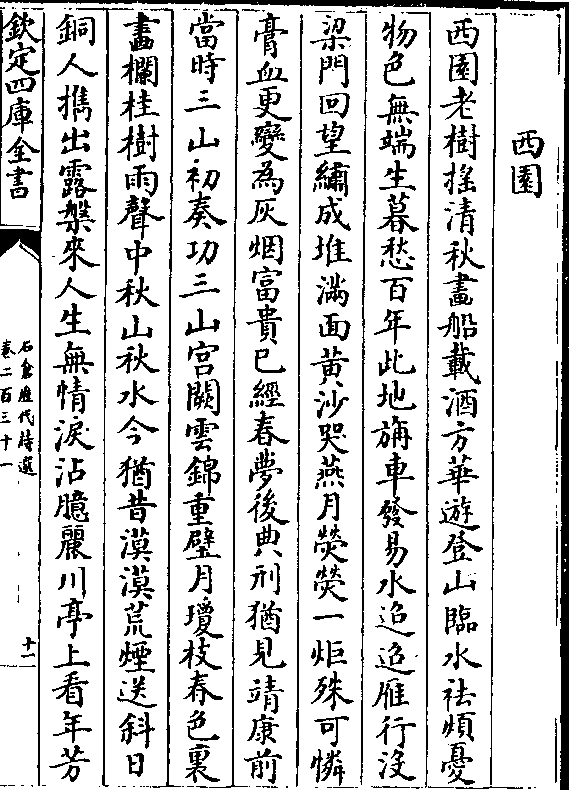 西園
西園老樹揺清秋畫船載酒方華遊登山臨水祛煩憂
物色無端生暮愁百年此地旃車發易水迢迢雁行没
梁門回望繡成堆滿面黄沙哭燕月熒熒一炬殊可憐
膏血更變為灰烟富貴已經春夢後典刑猶見靖康前
當時三山初奏功三山宫闕雲錦重璧月瓊枝春色裏
畵欄桂樹雨聲中秋山秋水今猶昔漠漠荒煙送斜日
銅人㩦出露槃來人生無情淚沾臆麗川亭上看年芳
欽定四庫全書
石倉歷代詩選
卷二百三十一
十一